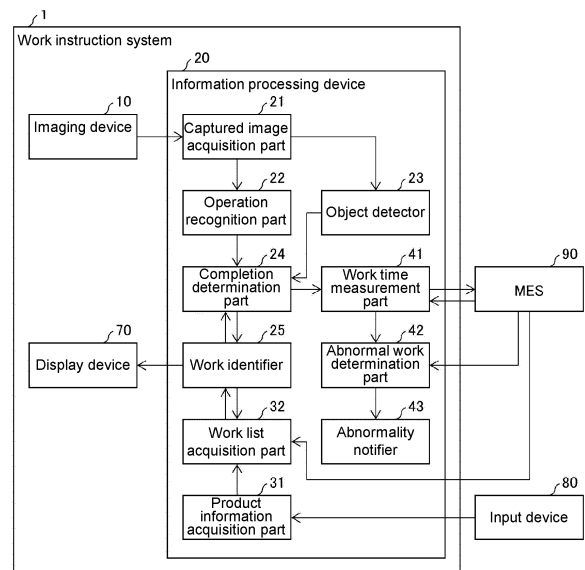 1
Work instruction system
20
Information processing device
10
Imaging device
21
Captured image
acquisition part
22
Operation
recognition part
23
Object detector
24
Completion
determination part
41
Work time
measurement part
90
MES
70
Display device
25
Work identifier
42
Abnormal work
determination part
32
Work list
acquisition part
43
Abnormality
notifier
31
Product
information
acquisition part
80
Input device